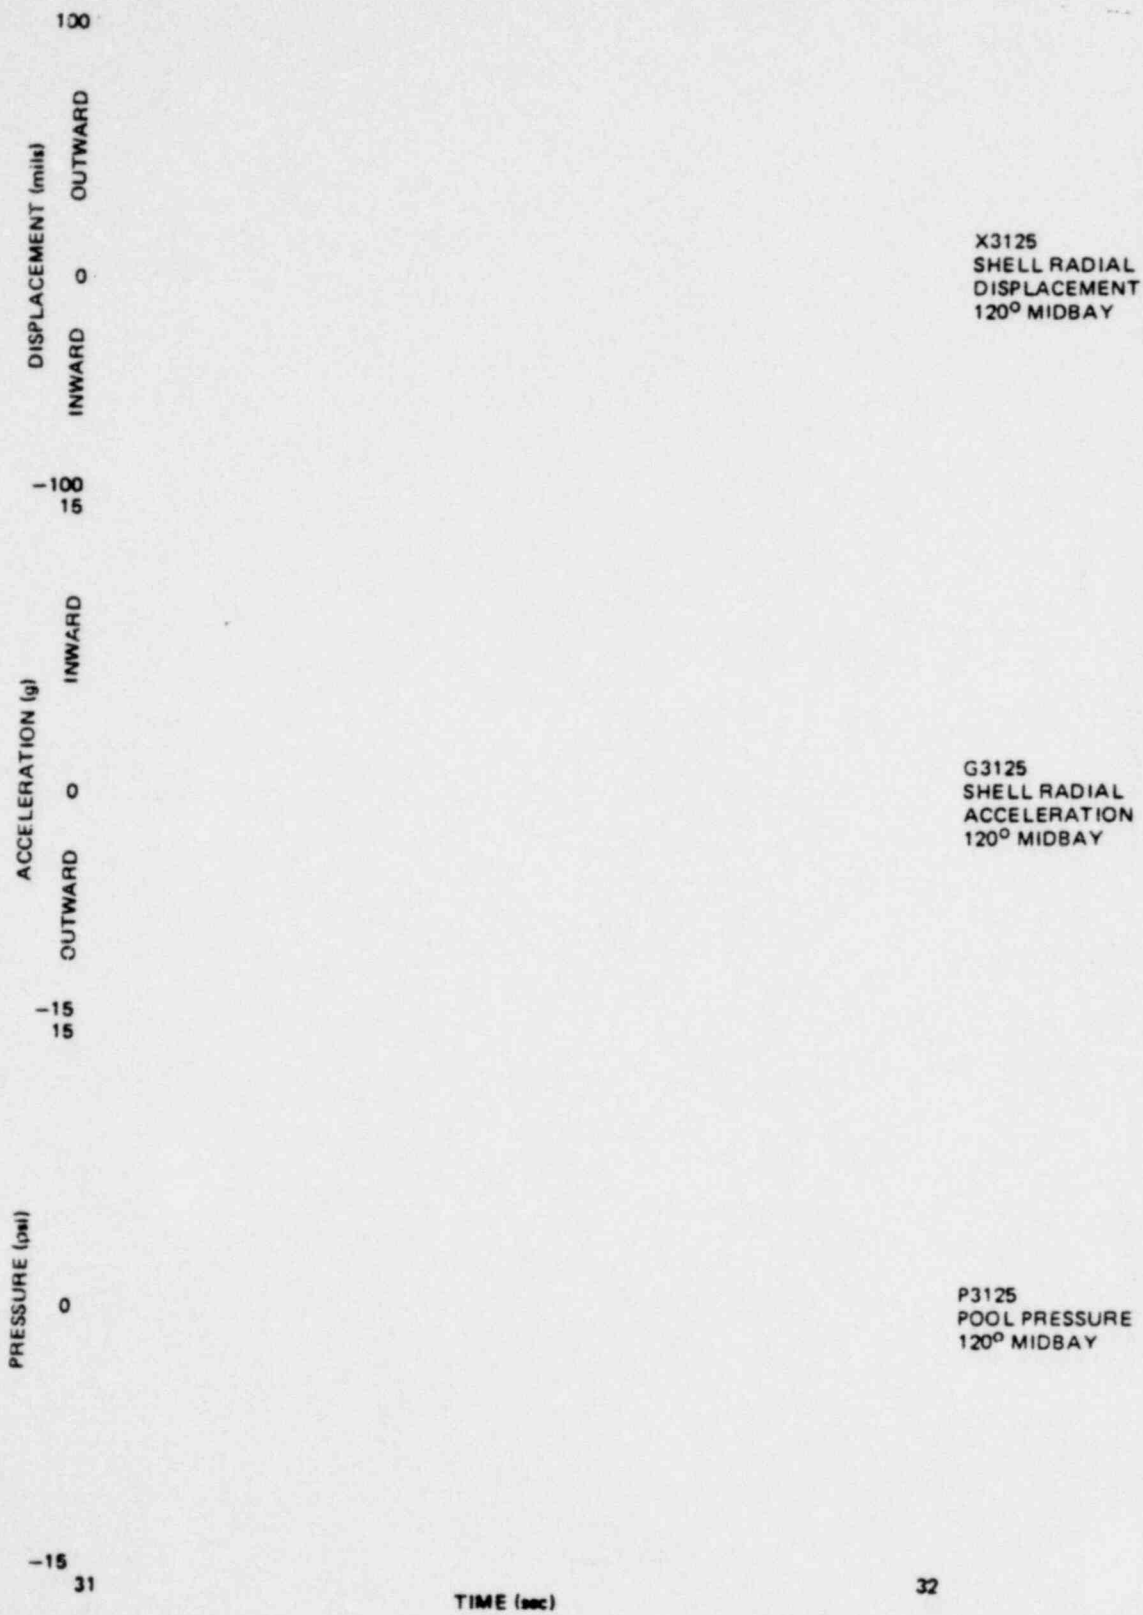 100
DISPLACEMENT (mils)
OUTWARD
0
INWARD
-100
X3125
SHELL RADIAL
DISPLACEMENT
120° MIDBAY
15
ACCELERATION (g)
INWARD
0
OUTWARD
-15
G3125
SHELL RADIAL
ACCELERATION
120° MIDBAY
15
PRESSURE (psi)
0
-15
P3125
POOL PRESSURE
120° MIDBAY
31
32
TIME (sec)